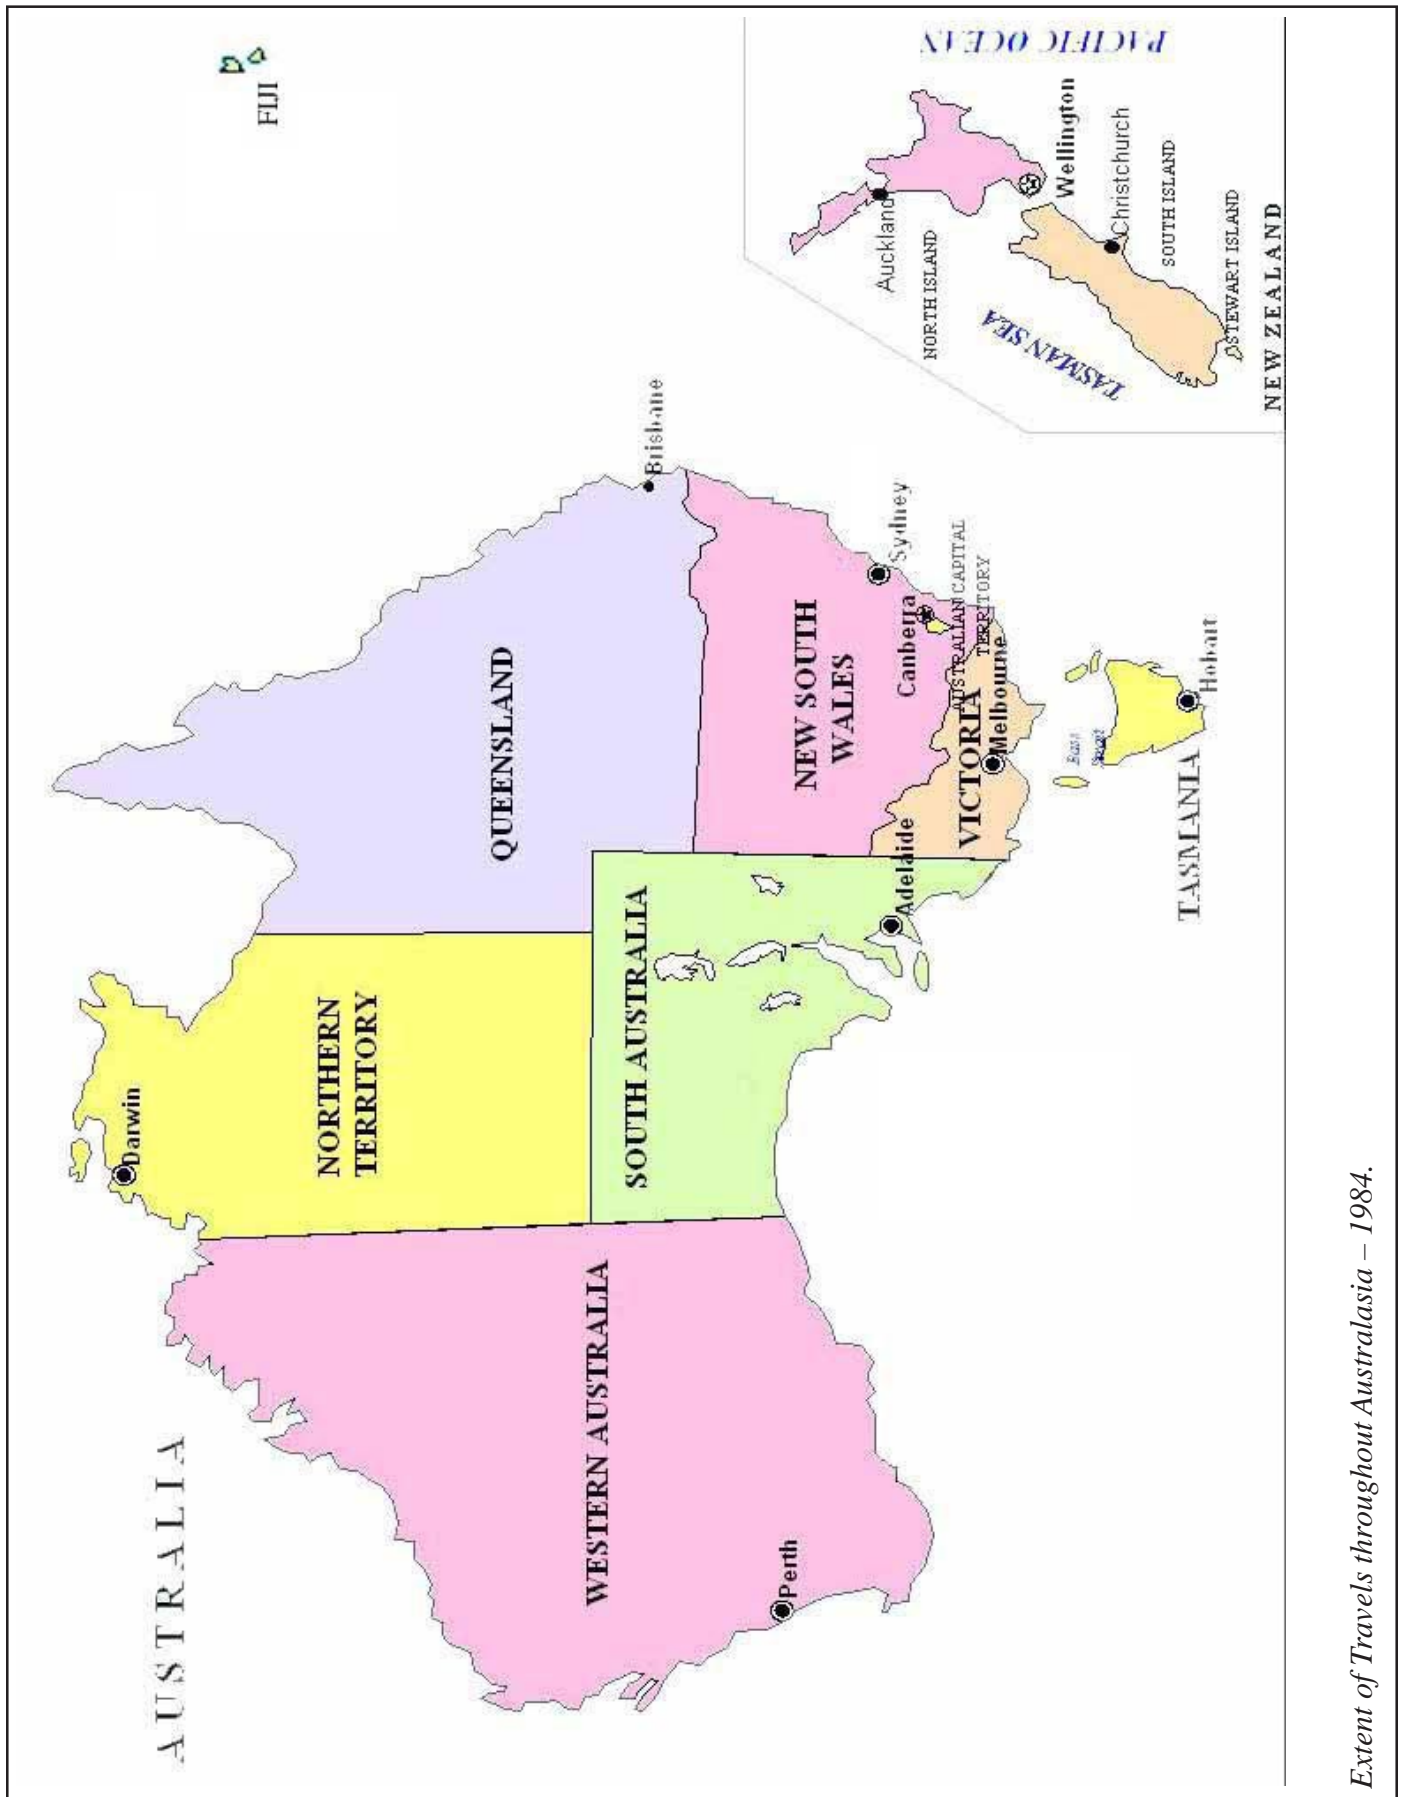 AUSTRALIA
FIJI
Darwin
NORTHERN
TERRITORY
QUEENSLAND
WESTERN AUSTRALIA
SOUTH AUSTRALIA
Brisbane
Perth
NEW SOUTH
WALES
Sydney
Canberra
AUSTRALIAN CAPITAL
TERRITORY
Adelaide
VICTORIA
Melbourne
Bass
Strait
TASMANIA
Hobart
PACIFIC OCEAN
Auckland
NORTH ISLAND
Wellington
TASMAN SEA
Christchurch
SOUTH ISLAND
STEWART ISLAND
NEW ZEALAND
Extent of Travels throughout Australasia – 1984.